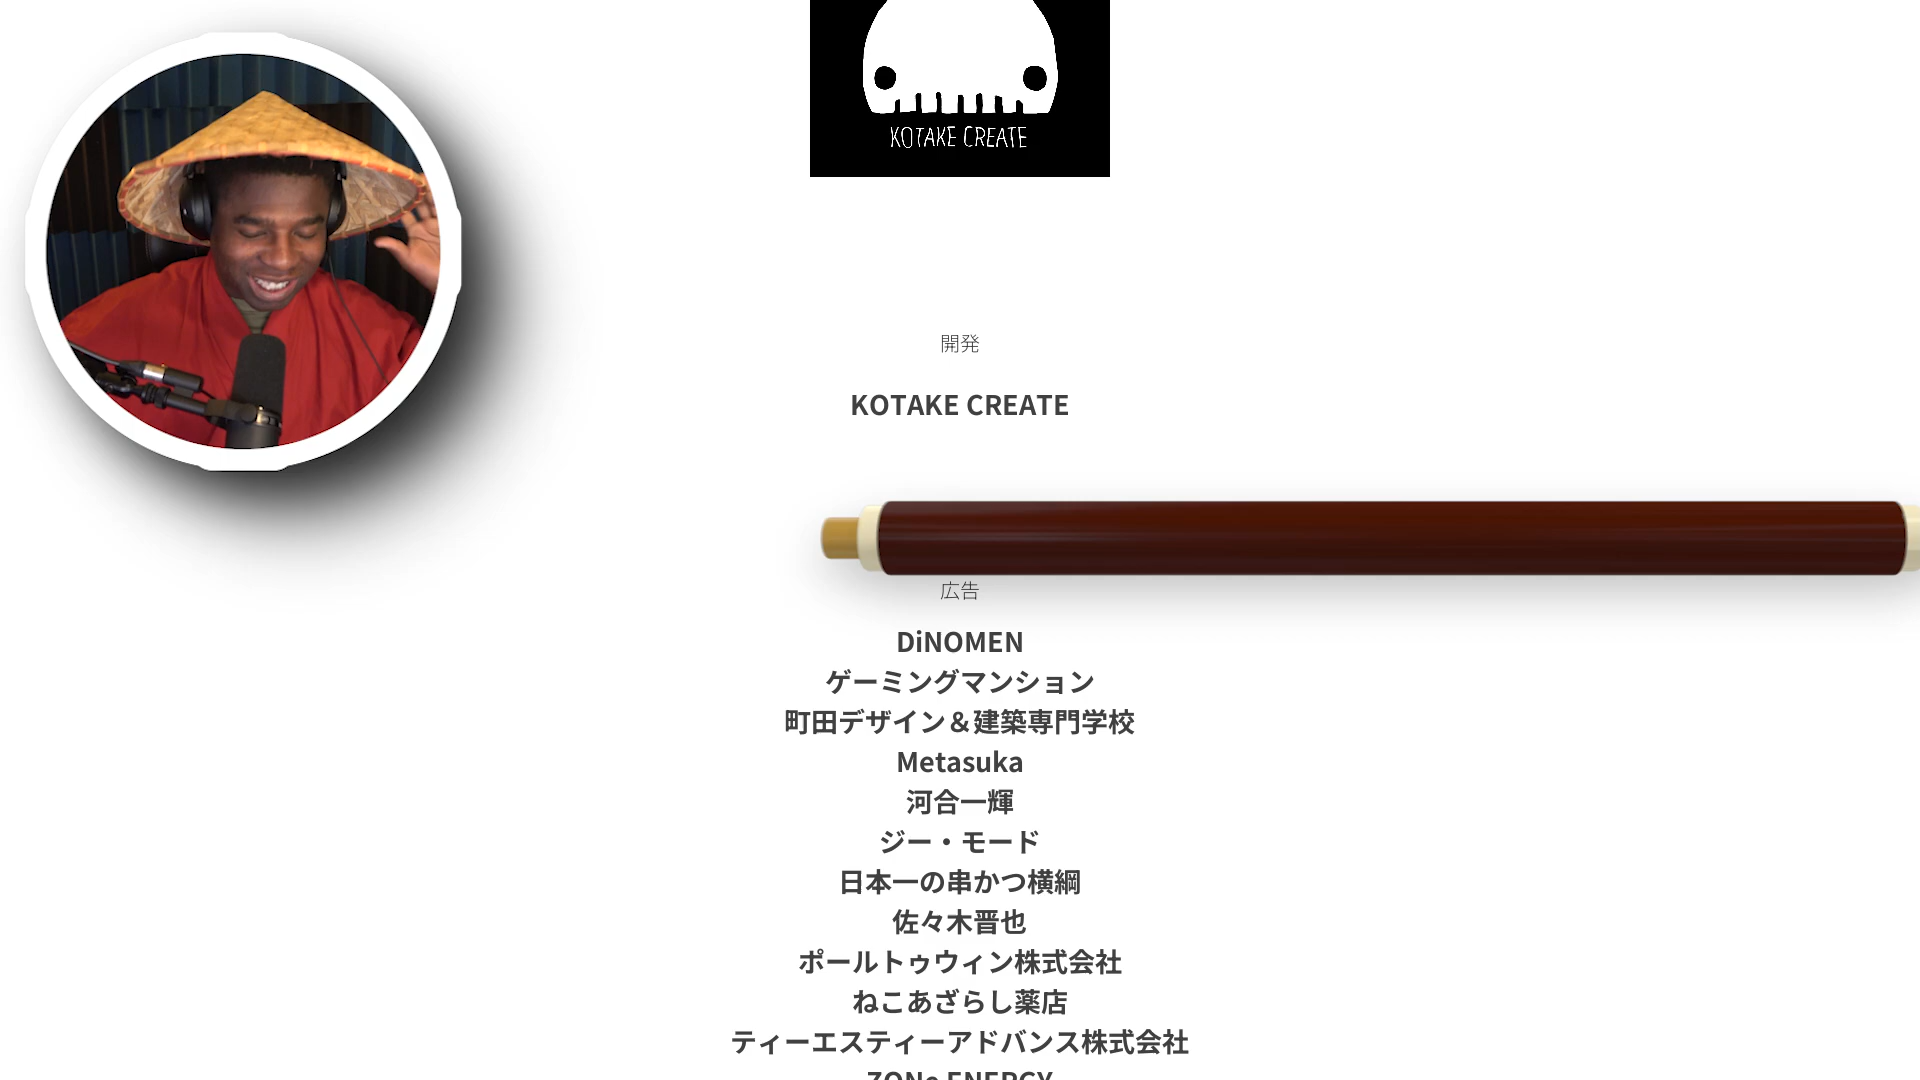 KOTAKE CREATE
開発
KOTAKE CREATE
広告
DiNOMEN
ゲーミングマンション
町田デザイン＆建築専門学校
Metasuka
河合一輝
ジー・モード
日本一の串かつ横綱
佐々木晋也
ポールトゥウィン株式会社
ねこあざらし薬店
ティーエスティーアドバンス株式会社
ZONe ENERGY